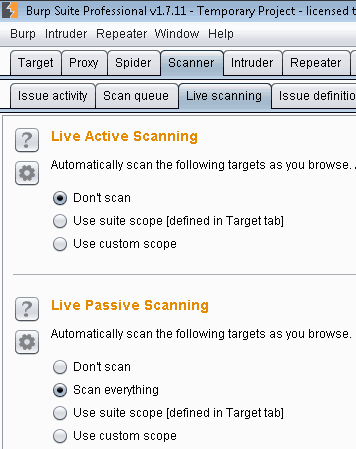 Burp Suite Professional v1.7.11 - Temporary Project - licensed t
Burp Intruder Repeater Window Help
Target Proxy Spider Scanner Intruder Repeater
Issue activity Scan queue Live scanning Issue definitio
? Live Active Scanning
Automatically scan the following targets as you browse.
Don't scan
Use suite scope [defined in Target tab]
Use custom scope
? Live Passive Scanning
Automatically scan the following targets as you browse.
Don't scan
Scan everything
Use suite scope [defined in Target tab]
Use custom scope